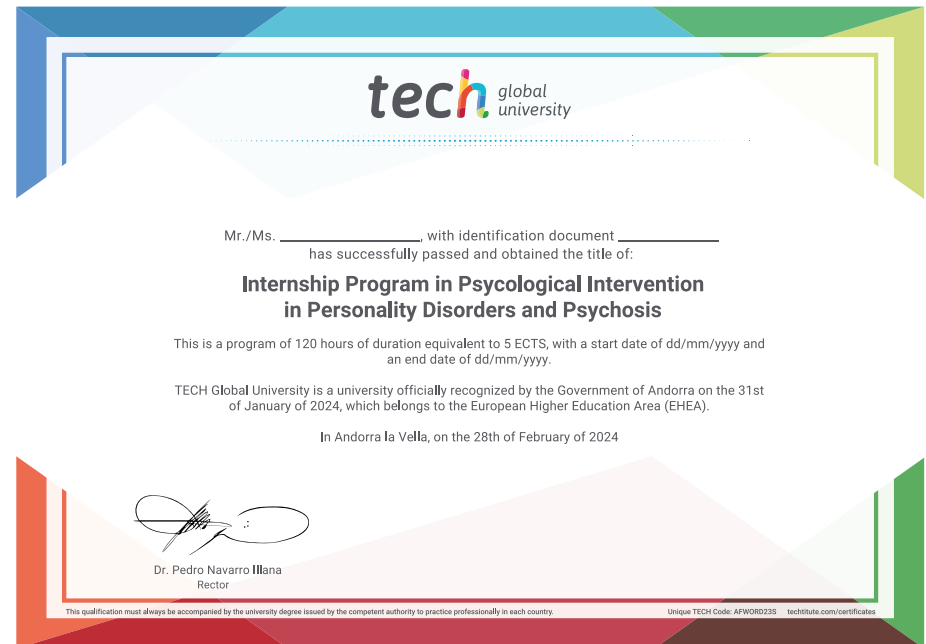 tech global university
Mr./Ms. ____________________, with identification document ______________
has successfully passed and obtained the title of:
Internship Program in Psycological Intervention
in Personality Disorders and Psychosis
This is a program of 120 hours of duration equivalent to 5 ECTS, with a start date of dd/mm/yyyy and
an end date of dd/mm/yyyy.
TECH Global University is a university officially recognized by the Government of Andorra on the 31st
of January of 2024, which belongs to the European Higher Education Area (EHEA).
In Andorra la Vella, on the 28th of February of 2024
Dr. Pedro Navarro Illana
Rector
This qualification must always be accompanied by the university degree issued by the competent authority to practice professionally in each country.
Unique TECH Code: AFWORD23S techtitute.com/certificates